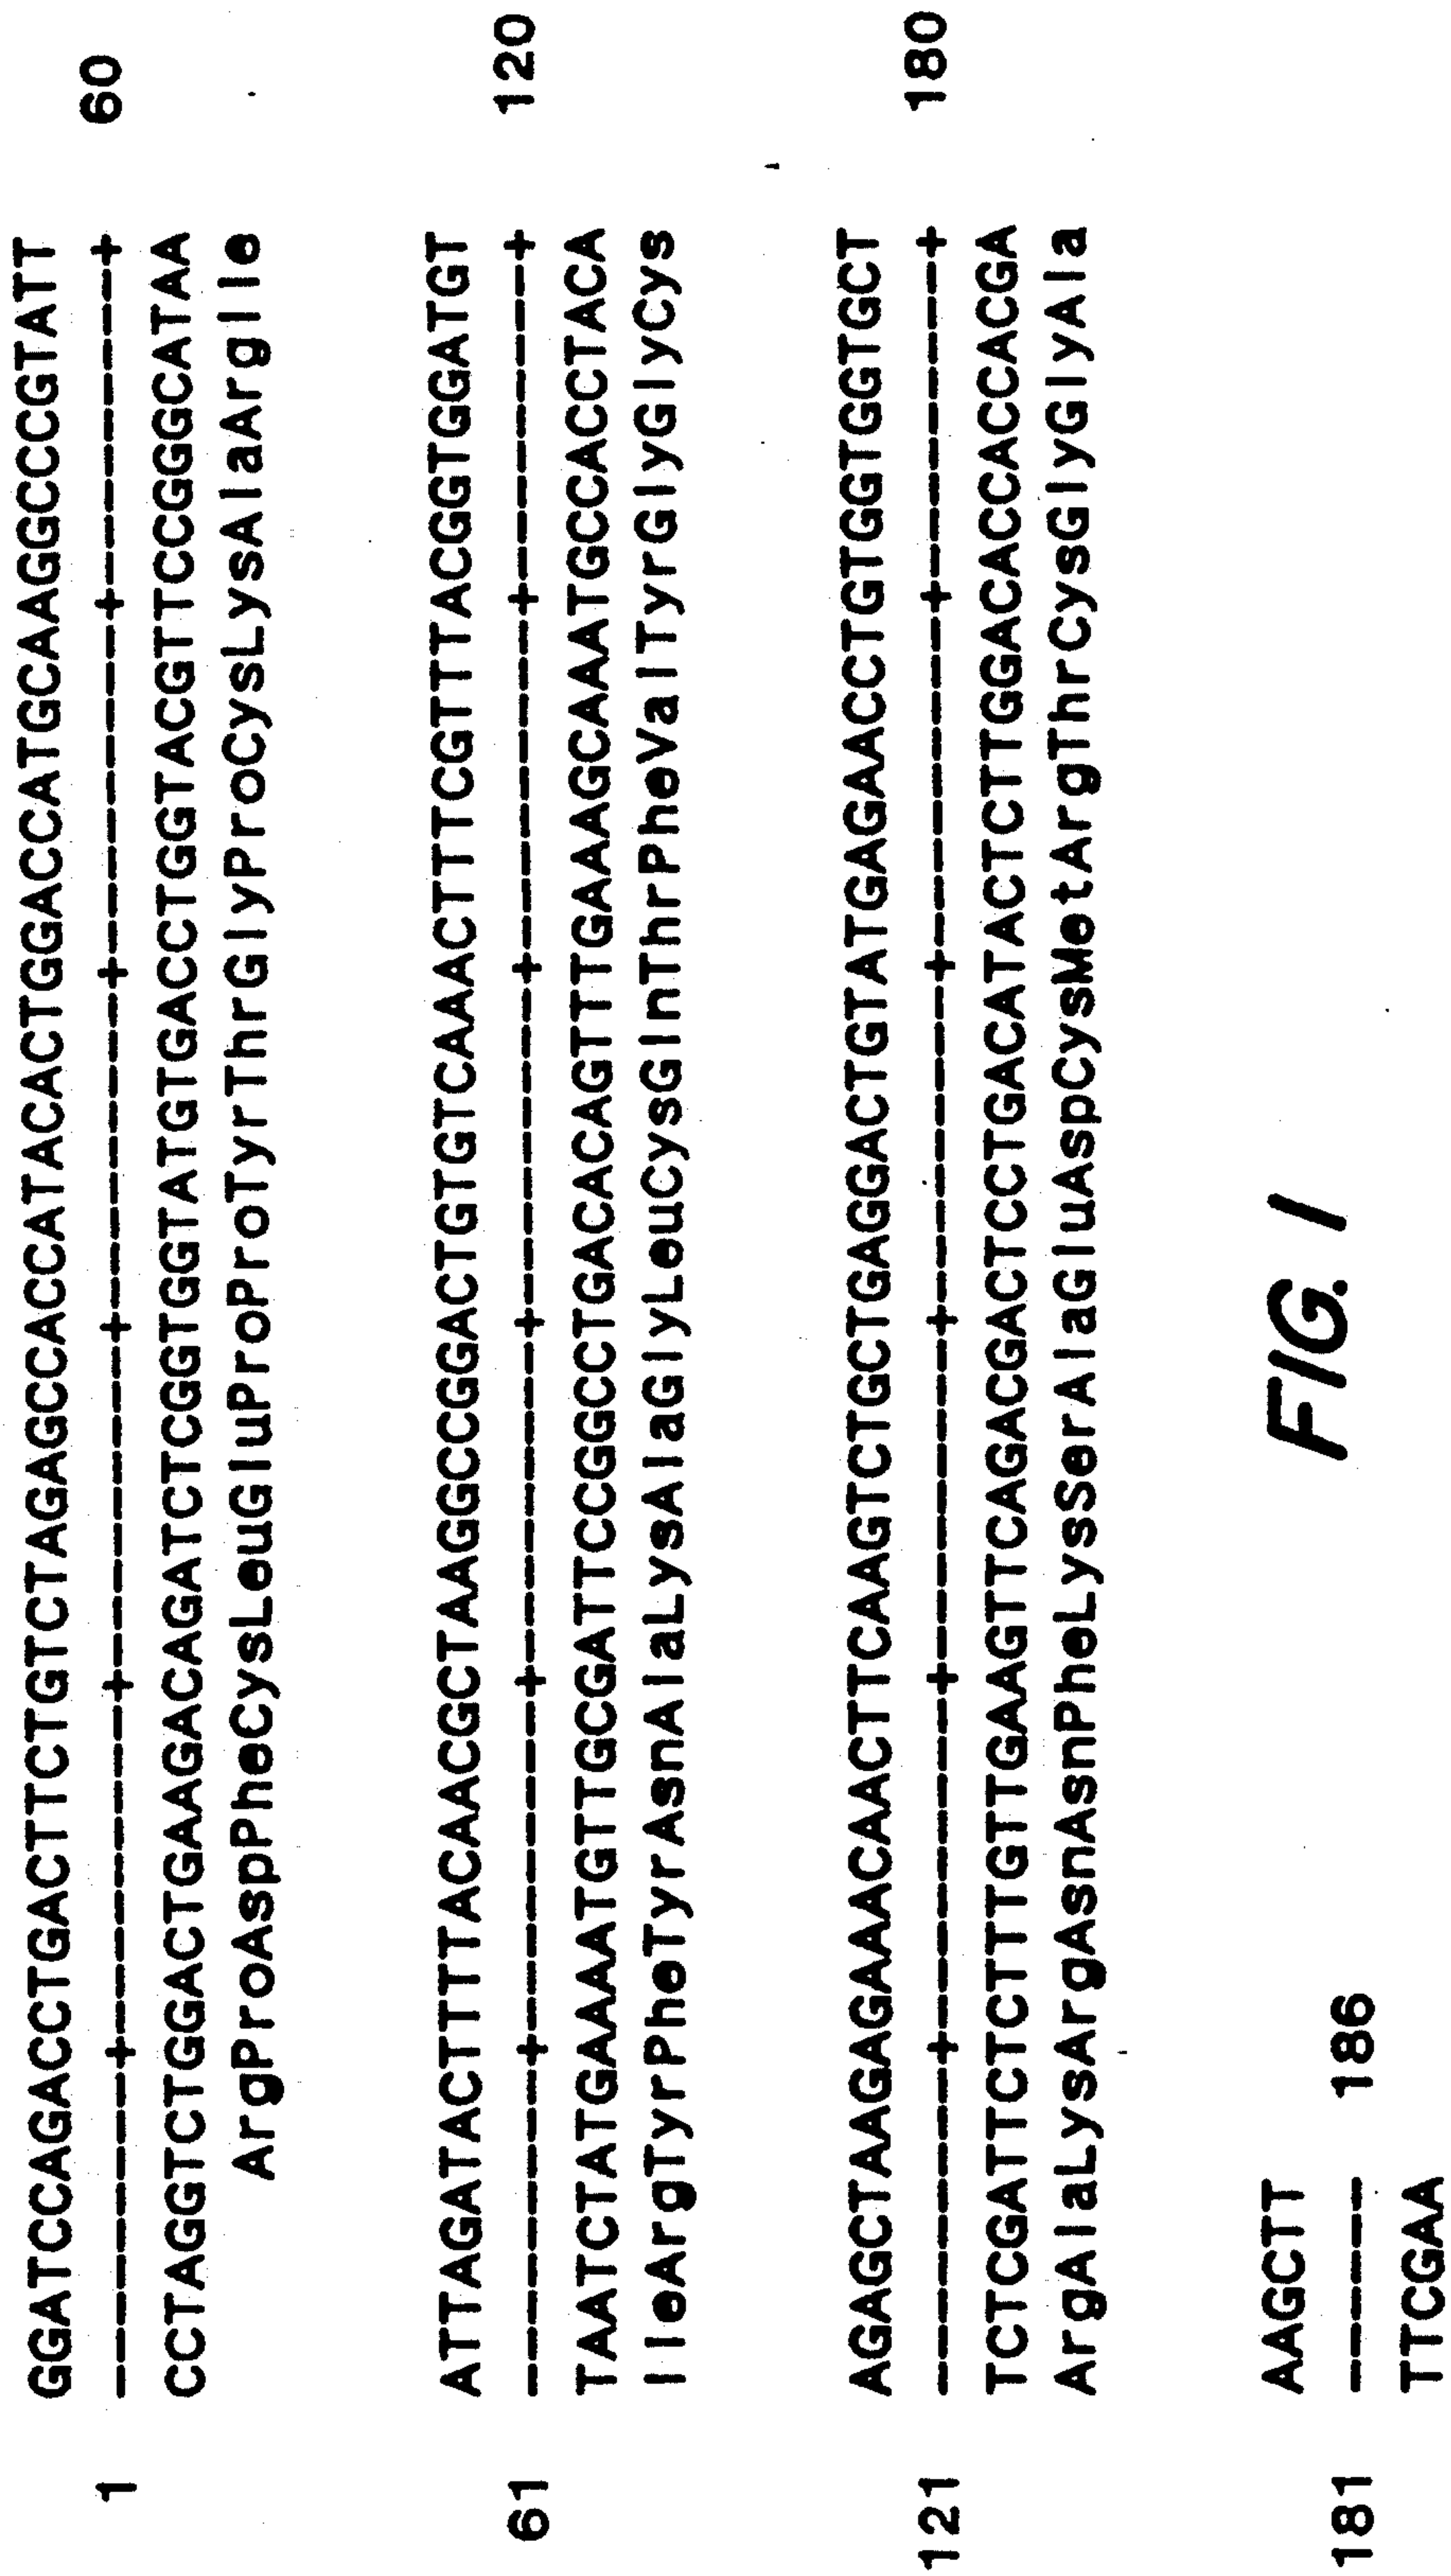 GGATCCAGACCTGACTTCTGTCTAGAGCCACCATACACTGGACCATGCAAGGCCCGTATT
1 ---------+---------+---------+---------+---------+---------+ 60
CCTAGGTCTGGACTGAAGACAGATCTCGGTGGTATGTGACCTGGTACGTTCCGGGCATAA
ArgProAspPheCysLeuGluProProTyrThrGlyProCysLysAlaArgIle
ATTAGATACTTTTACAACGCTAAGGCCGGACTGTGTCAAACTTTCGTTTACGGTGGATGT
61 ---------+---------+---------+---------+---------+---------+ 120
TAATCTATGAAAATGTTGCGATTCCGGCCTGACACAGTTTGAAAGCAAATGCCACCTACA
IleArgTyrPheTyrAsnAlaLysAlaGlyLeuCysGlnThrPheValTyrGlyGlyCys
AGAGCTAAGAGAAACAACTTCAAGTCTGCTGAGGACTGTATGAGAACCTGTGGTGGTGCT
121 ---------+---------+---------+---------+---------+---------+ 180
TCTCGATTCTCTTTGTTGAAGTTCAGACGACTCCTGACATACTCTTGGACACCACCACGA
ArgAlaLysArgAsnAsnPheLysSerAlaGluAspCysMetArgThrCysGlyGlyAla
AAGCTT
181 ------ 186
TTCGAA
FIG. 1